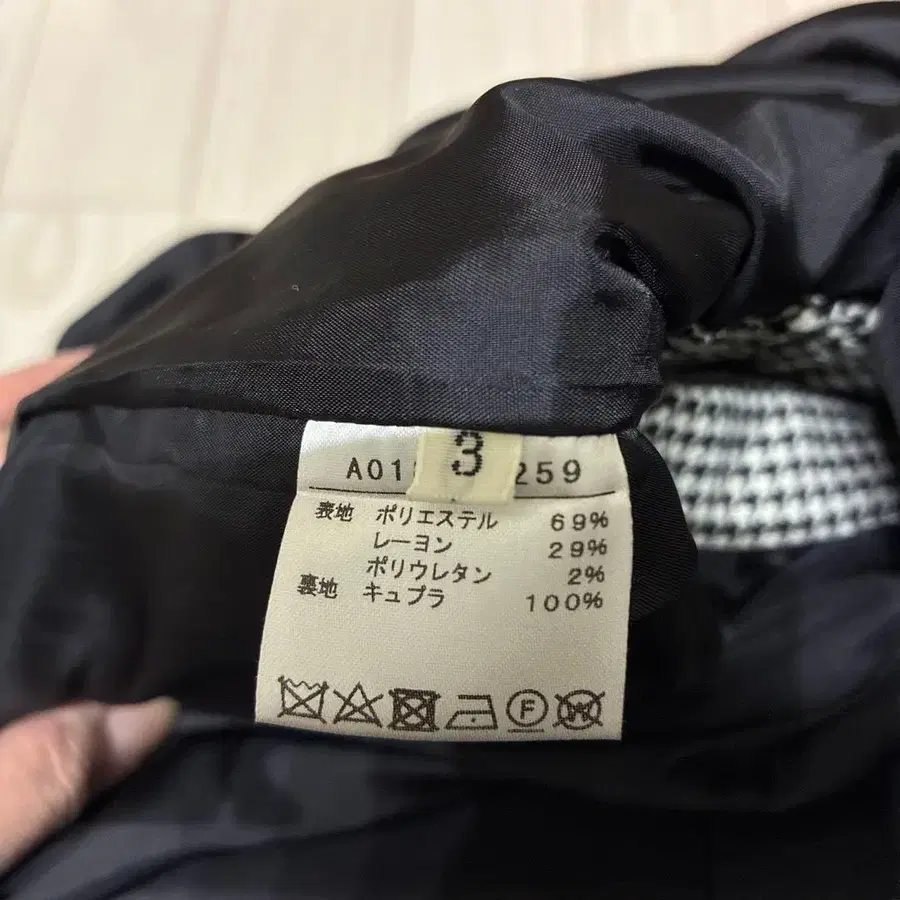 3
A01 259
表地 ポリエステル 69%
レーヨン 29%
ポリウレタン 2%
裏地 キュプラ 100%
F
W